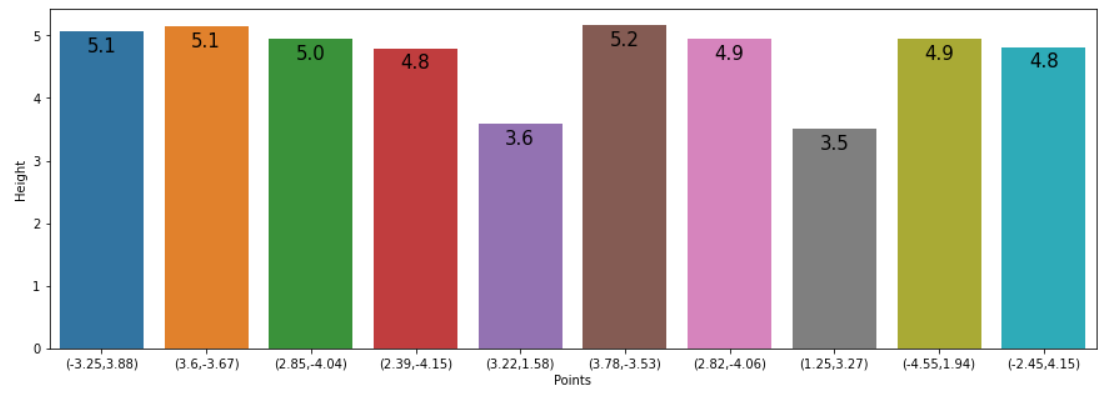 5.1 5.1 5.0 4.8 3.6 5.2 4.9 3.5 4.9 4.8
5
4
3
2
1
0
Height
(-3.25,3.88) (3.6,-3.67) (2.85,-4.04) (2.39,-4.15) (3.22,1.58) (3.78,-3.53) (2.82,-4.06) (1.25,3.27) (-4.55,1.94) (-2.45,4.15)
Points